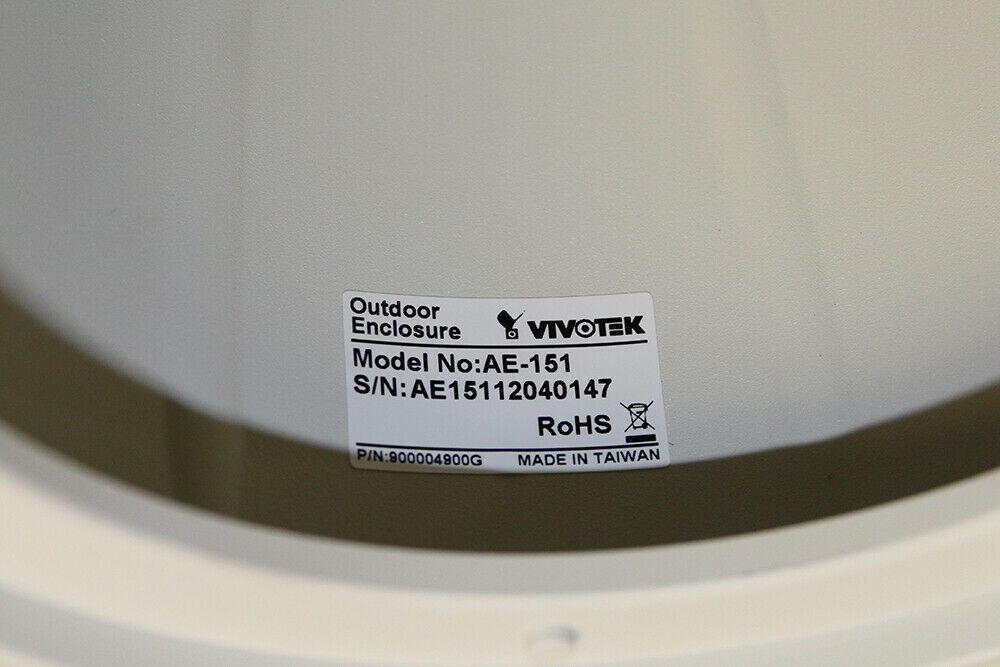 Outdoor
Enclosure
VIVOTEK
Model No:AE-151
S/N:AE15112040147
RoHS
P/N:900004900G MADE IN TAIWAN